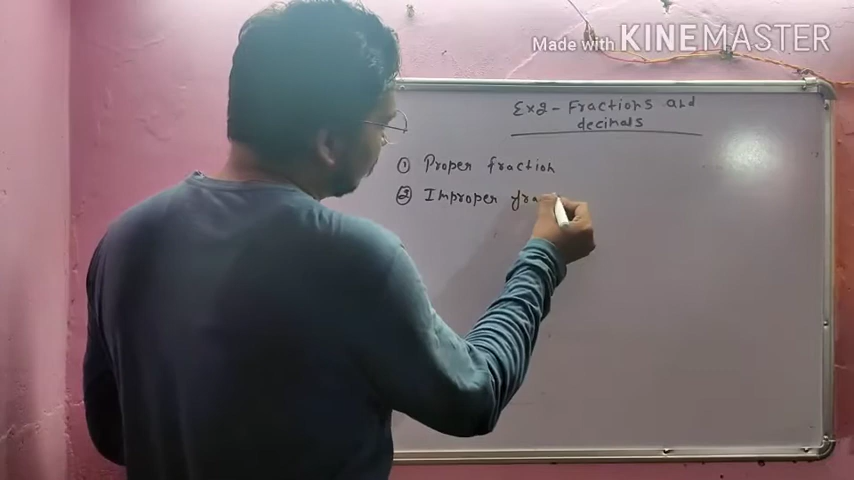 Made with KINEMASTER
Ex2 - Fractions and
decimals
① Proper fraction
② Improper fra